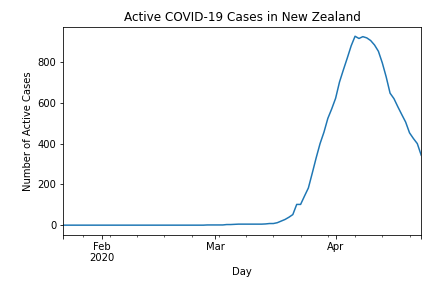 Active COVID-19 Cases in New Zealand
Number of Active Cases
800
600
400
200
0
Feb
2020
Mar
Apr
Day